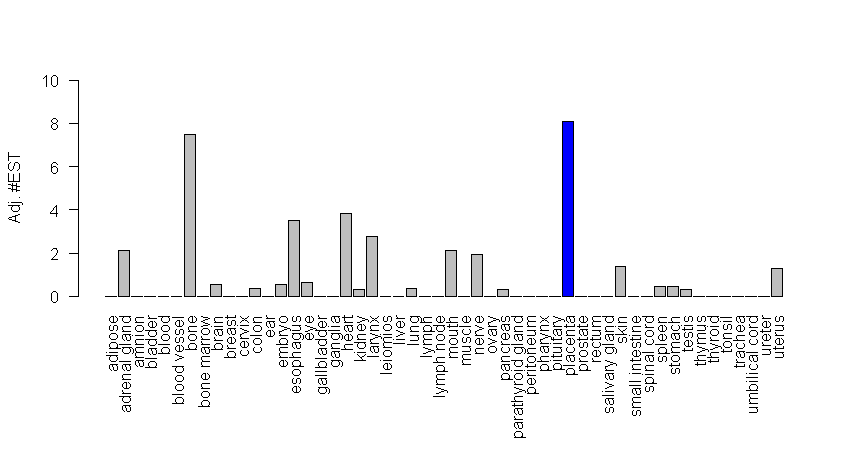 10
8
6
4
2
0
Adj. #EST
adipose
adrenal gland
amnion
bladder
blood
blood vessel
bone
bone marrow
brain
breast
cervix
colon
ear
embryo
esophagus
eye
gallbladder
ganglia
heart
kidney
larynx
leiomios
liver
lung
lymph
lymph node
mouth
muscle
nerve
ovary
pancreas
parathyroid gland
peritoneum
pharynx
pituitary
placenta
prostate
rectum
salivary gland
skin
small intestine
spinal cord
spleen
stomach
testis
thymus
thyroid
tonsil
trachea
umbilical cord
ureter
uterus